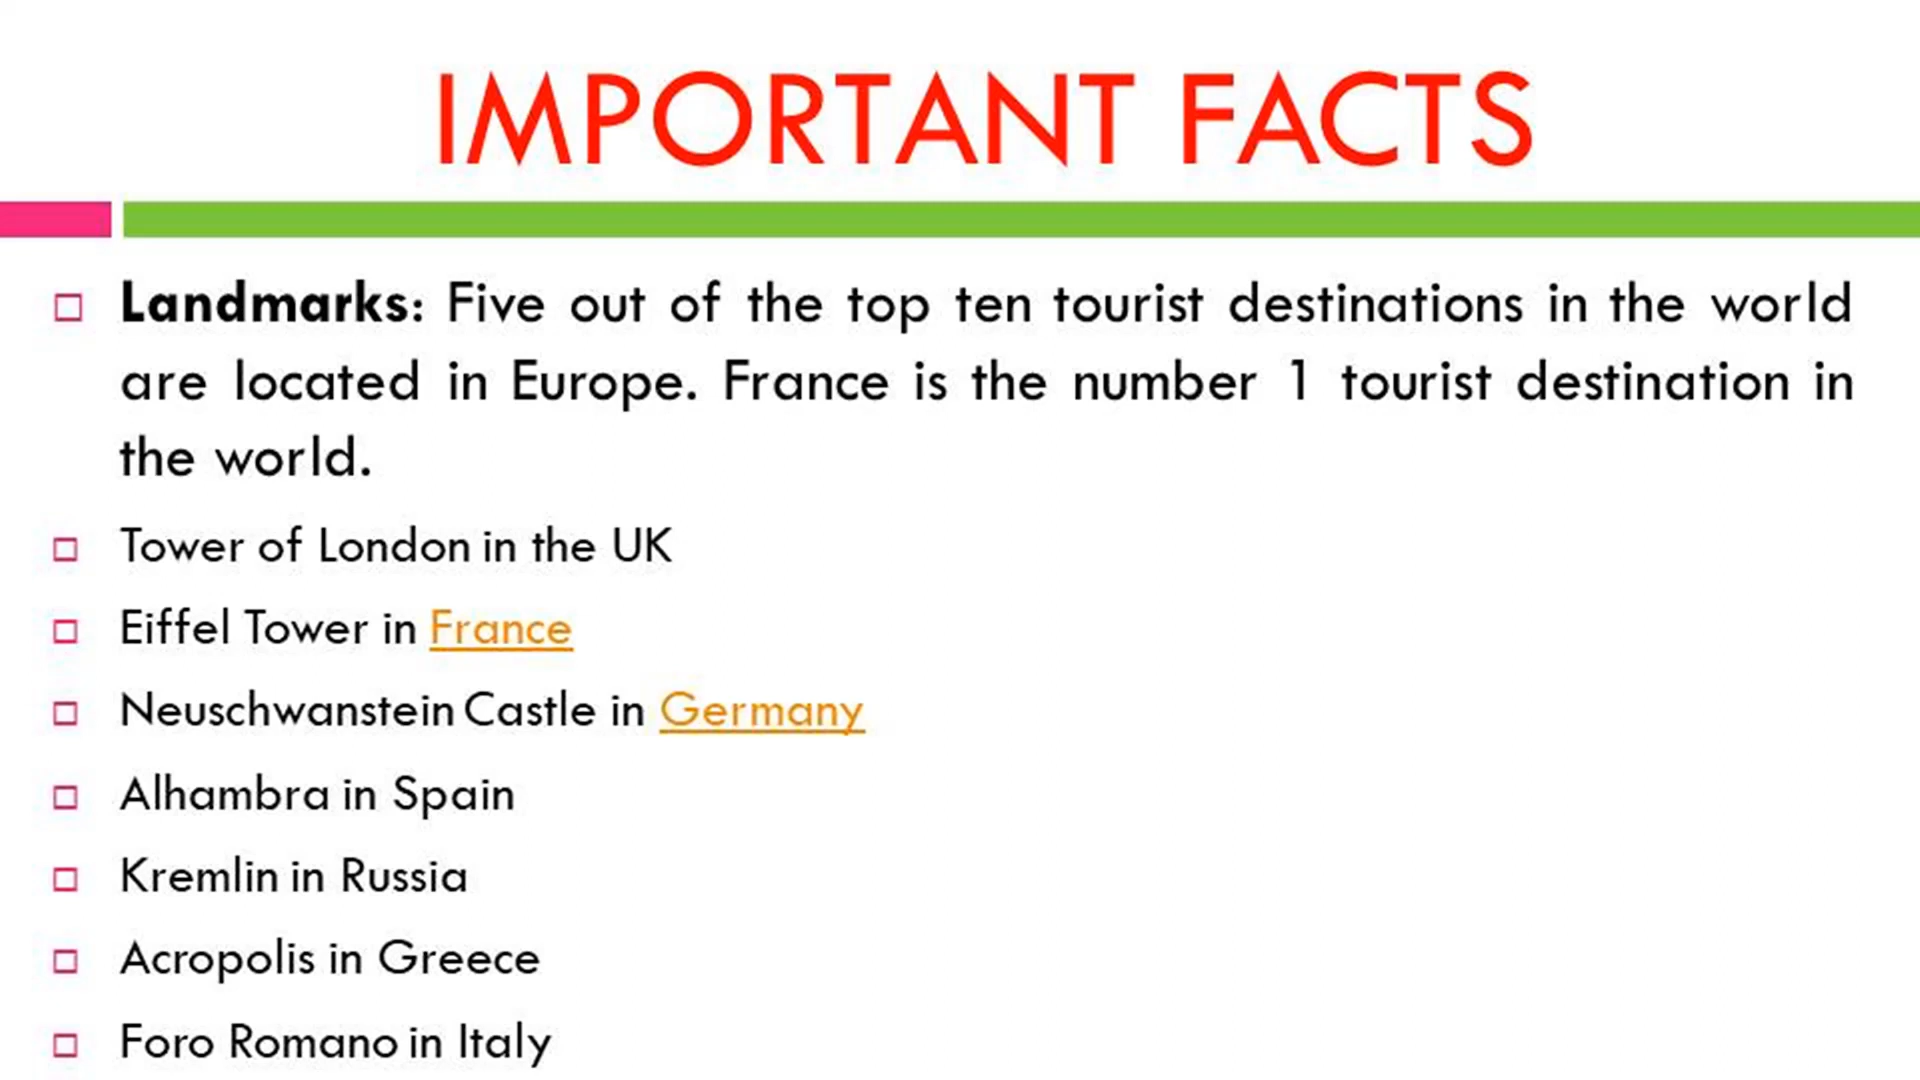 IMPORTANT FACTS
Landmarks: Five out of the top ten tourist destinations in the world
are located in Europe. France is the number 1 tourist destination in
the world.
Tower of London in the UK
Eiffel Tower in France
Neuschwanstein Castle in Germany
Alhambra in Spain
Kremlin in Russia
Acropolis in Greece
Foro Romano in Italy